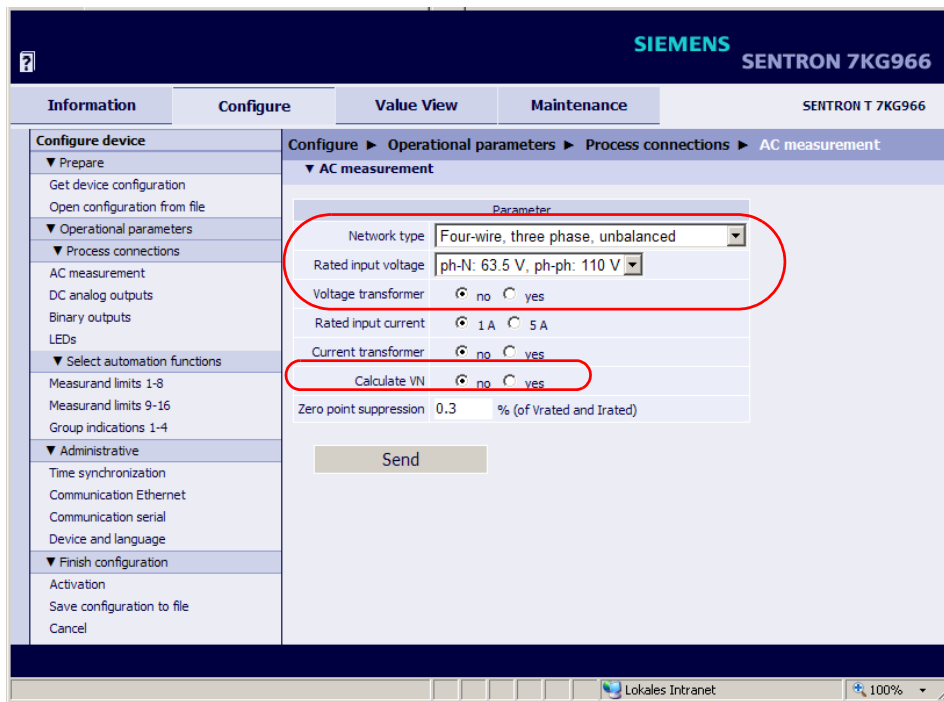 SIEMENS
?
SENTRON 7KG966
Information
Configure
Value View
Maintenance
SENTRON T 7KG966
Configure device
▼ Prepare
Get device configuration
Open configuration from file
▼ Operational parameters
▼ Process connections
AC measurement
DC analog outputs
Binary outputs
LEDs
▼ Select automation functions
Measurand limits 1-8
Measurand limits 9-16
Group indications 1-4
▼ Administrative
Time synchronization
Communication Ethernet
Communication serial
Device and language
▼ Finish configuration
Activation
Save configuration to file
Cancel
Configure ► Operational parameters ► Process connections ► AC measurement
▼ AC measurement
Parameter
Network type Four-wire, three phase, unbalanced
Rated input voltage ph-N: 63.5 V, ph-ph: 110 V
Voltage transformer no yes
Rated input current 1 A 5 A
Current transformer no yes
Calculate VN no yes
Zero point suppression 0.3 % (of Vrated and Irated)
Send
Lokales Intranet
100%